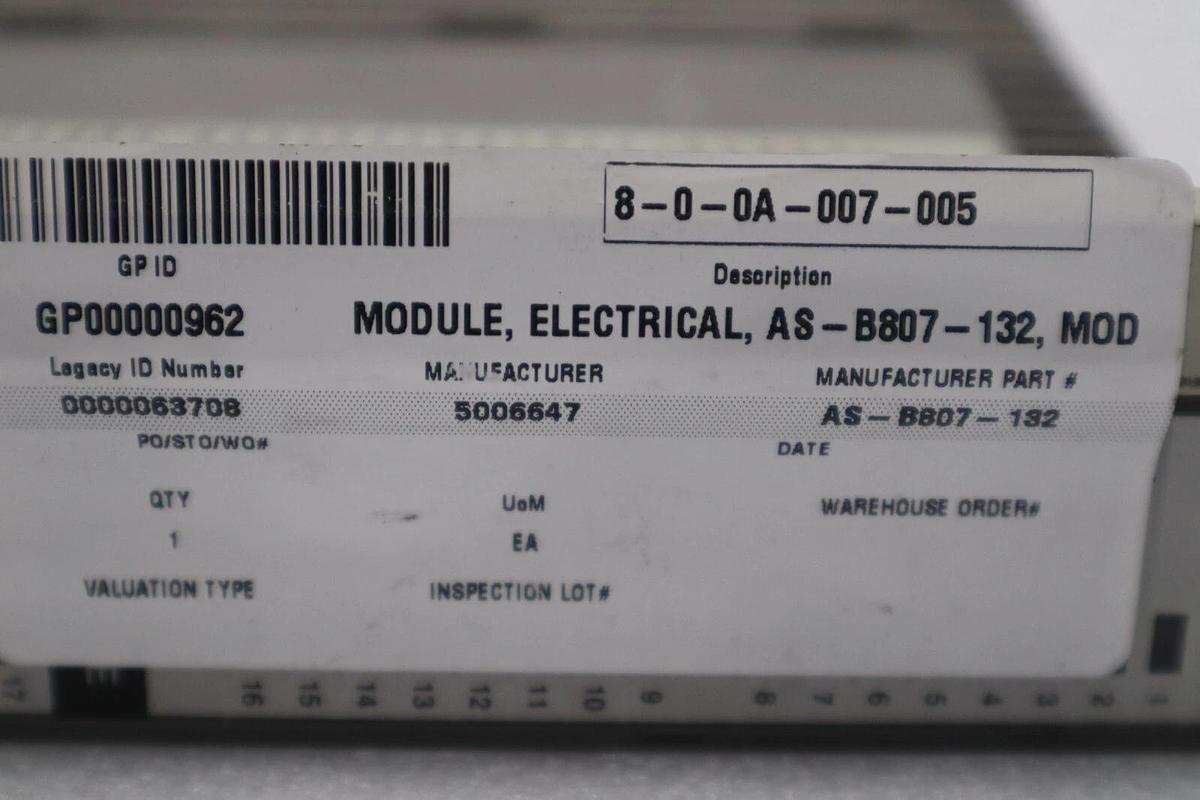 8-0-0A-007-005
GP ID
Description
GP00000962
MODULE, ELECTRICAL, AS-B807-132, MOD
Legacy ID Number
MANUFACTURER
MANUFACTURER PART #
0000063708
5006647
AS-B807-132
PO/STO/WO#
DATE
QTY
UoM
WAREHOUSE ORDER#
1
EA
VALUATION TYPE
INSPECTION LOT#
17 16 15 14 13 12 11 10 9 8 7 6 5 4 3 2 1